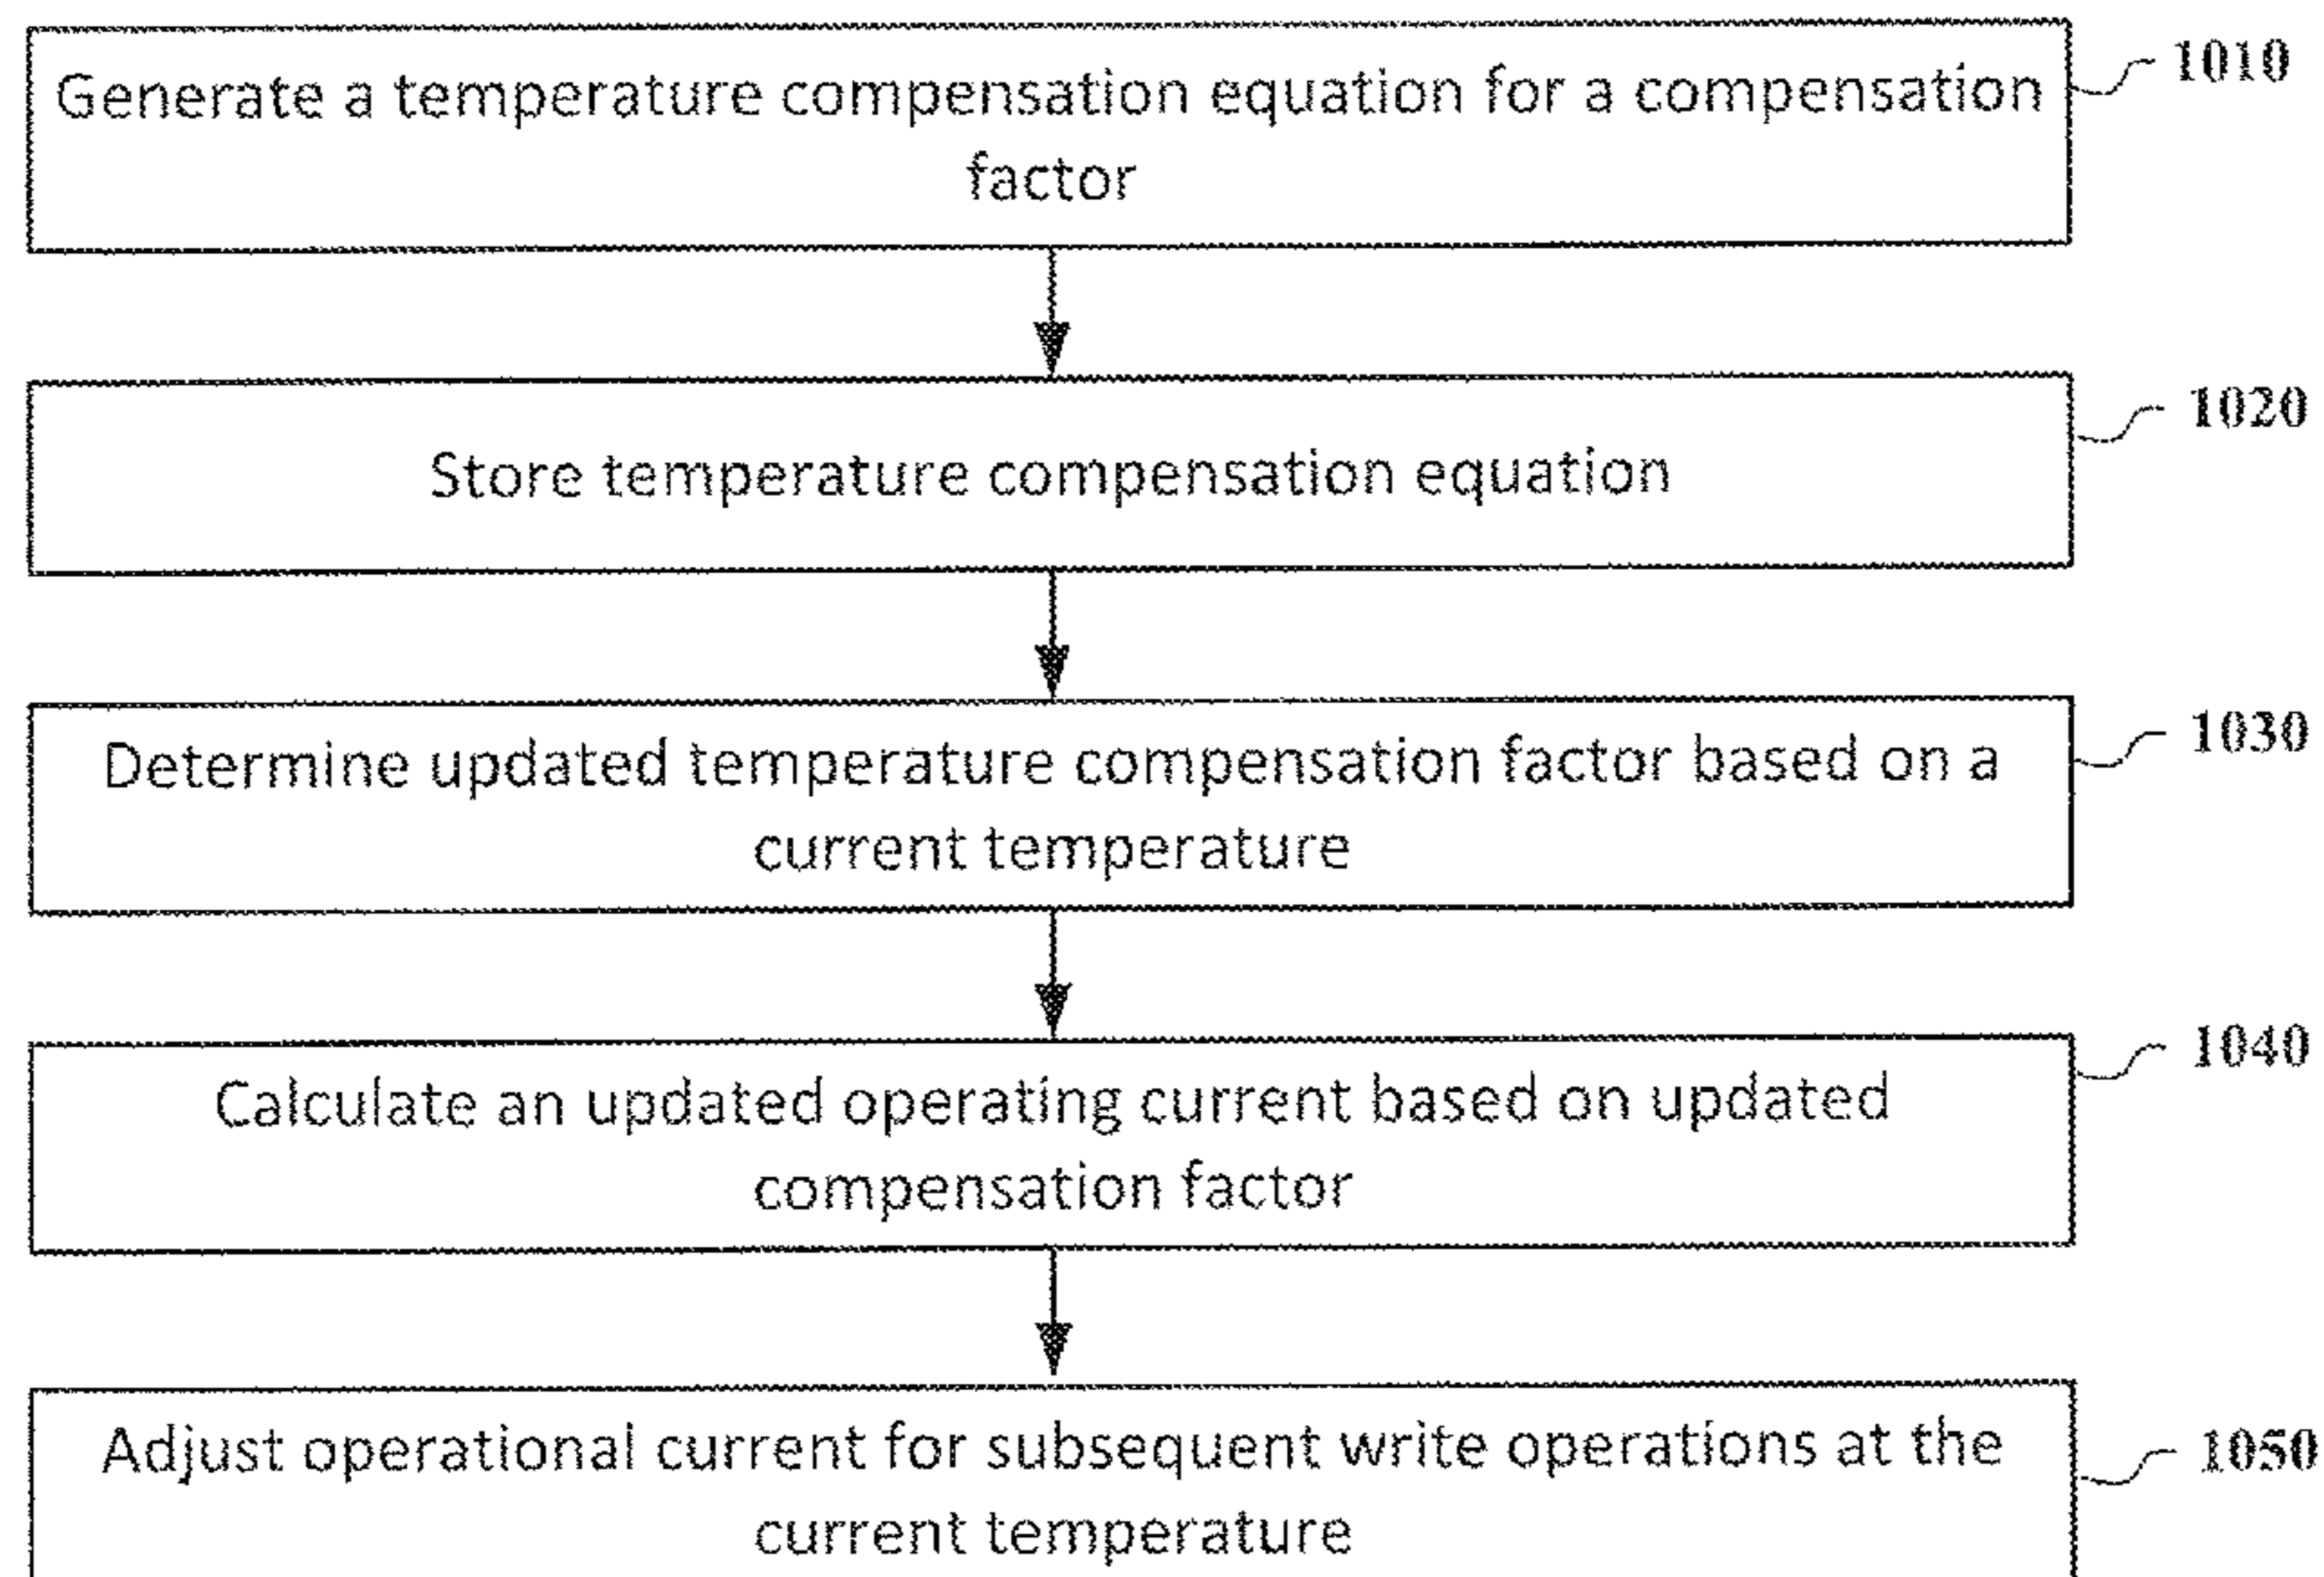 Generate a temperature compensation equation for a compensation
factor
1010
Store temperature compensation equation
1020
Determine updated temperature compensation factor based on a
current temperature
1030
Calculate an updated operating current based on updated
compensation factor
1040
Adjust operational current for subsequent write operations at the
current temperature
1050